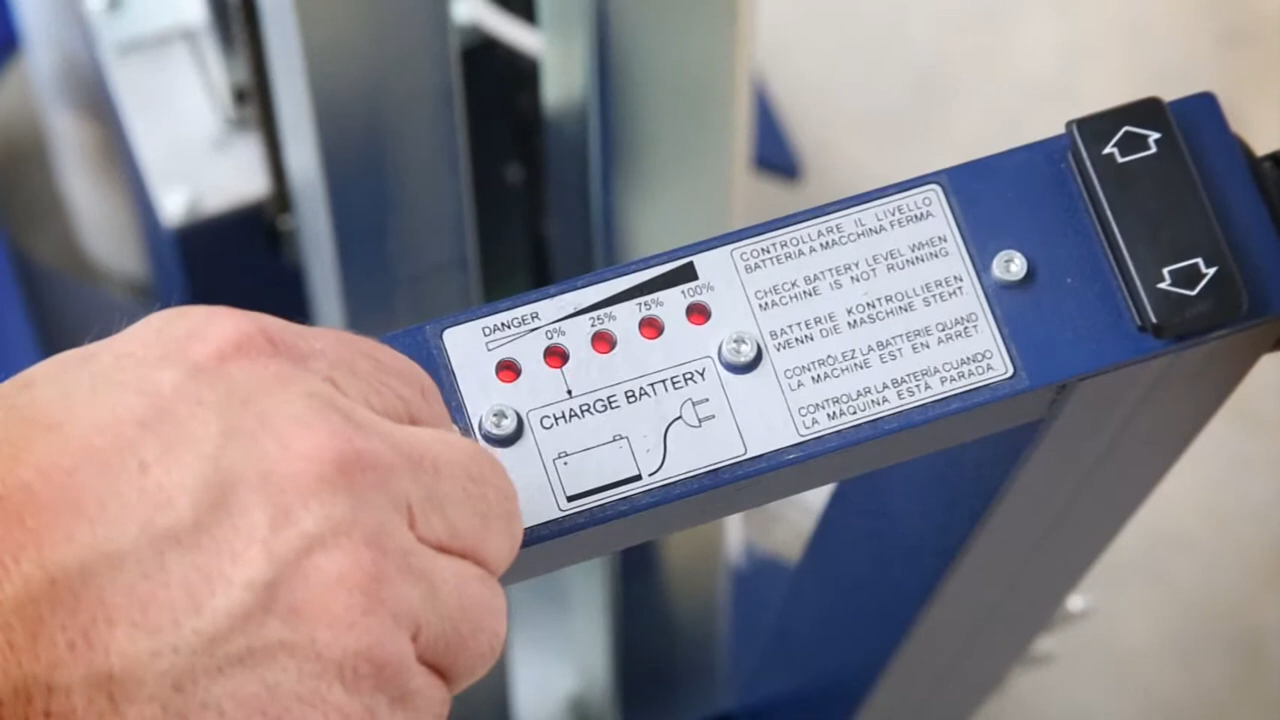 DANGER
0%
25%
75%
100%
CHARGE BATTERY
CONTROLLARE IL LIVELLO
BATTERIA A MACCHINA FERMA.
CHECK BATTERY LEVEL WHEN
MACHINE IS NOT RUNNING
BATTERIE KONTROLLIEREN
WENN DIE MASCHINE STEHT.
CONTRÔLEZ LA BATTERIE QUAND
LA MACHINE EST EN ARRÊT.
CONTROLAR LA BATERÍA CUANDO
LA MÁQUINA ESTÁ PARADA.